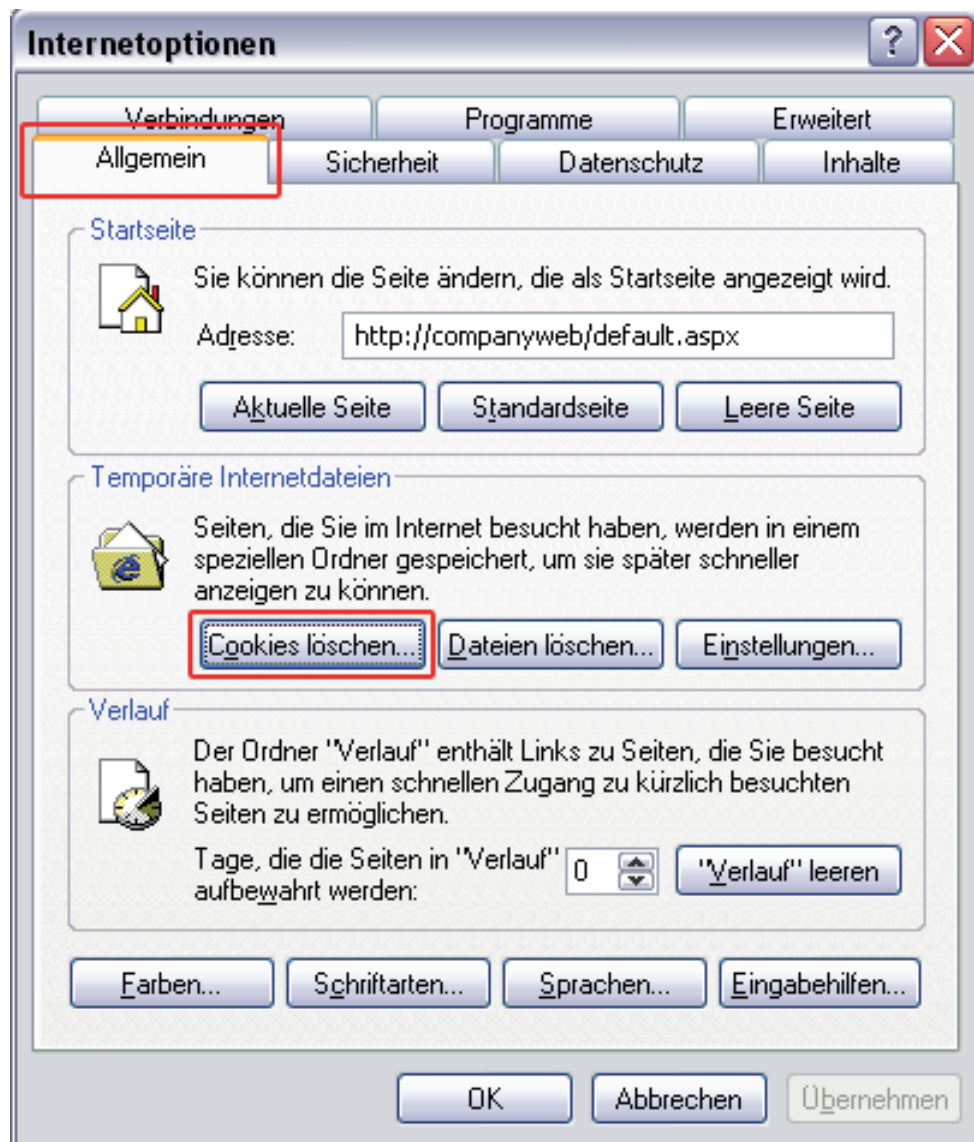 Internetoptionen
Verbindungen Programme Erweitert
Allgemein Sicherheit Datenschutz Inhalte
Startseite
Sie können die Seite ändern, die als Startseite angezeigt wird.
Adresse: http://companyweb/default.aspx
Aktuelle Seite Standardseite Leere Seite
Temporäre Internetdateien
Seiten, die Sie im Internet besucht haben, werden in einem
speziellen Ordner gespeichert, um sie später schneller
anzeigen zu können.
Cookies löschen... Dateien löschen... Einstellungen...
Verlauf
Der Ordner "Verlauf" enthält Links zu Seiten, die Sie besucht
haben, um einen schnellen Zugang zu kürzlich besuchten
Seiten zu ermöglichen.
Tage, die die Seiten in "Verlauf"
aufbewahrt werden: 0 "Verlauf" leeren
Farben... Schriftarten... Sprachen... Eingabehilfen...
OK Abbrechen Übernehmen